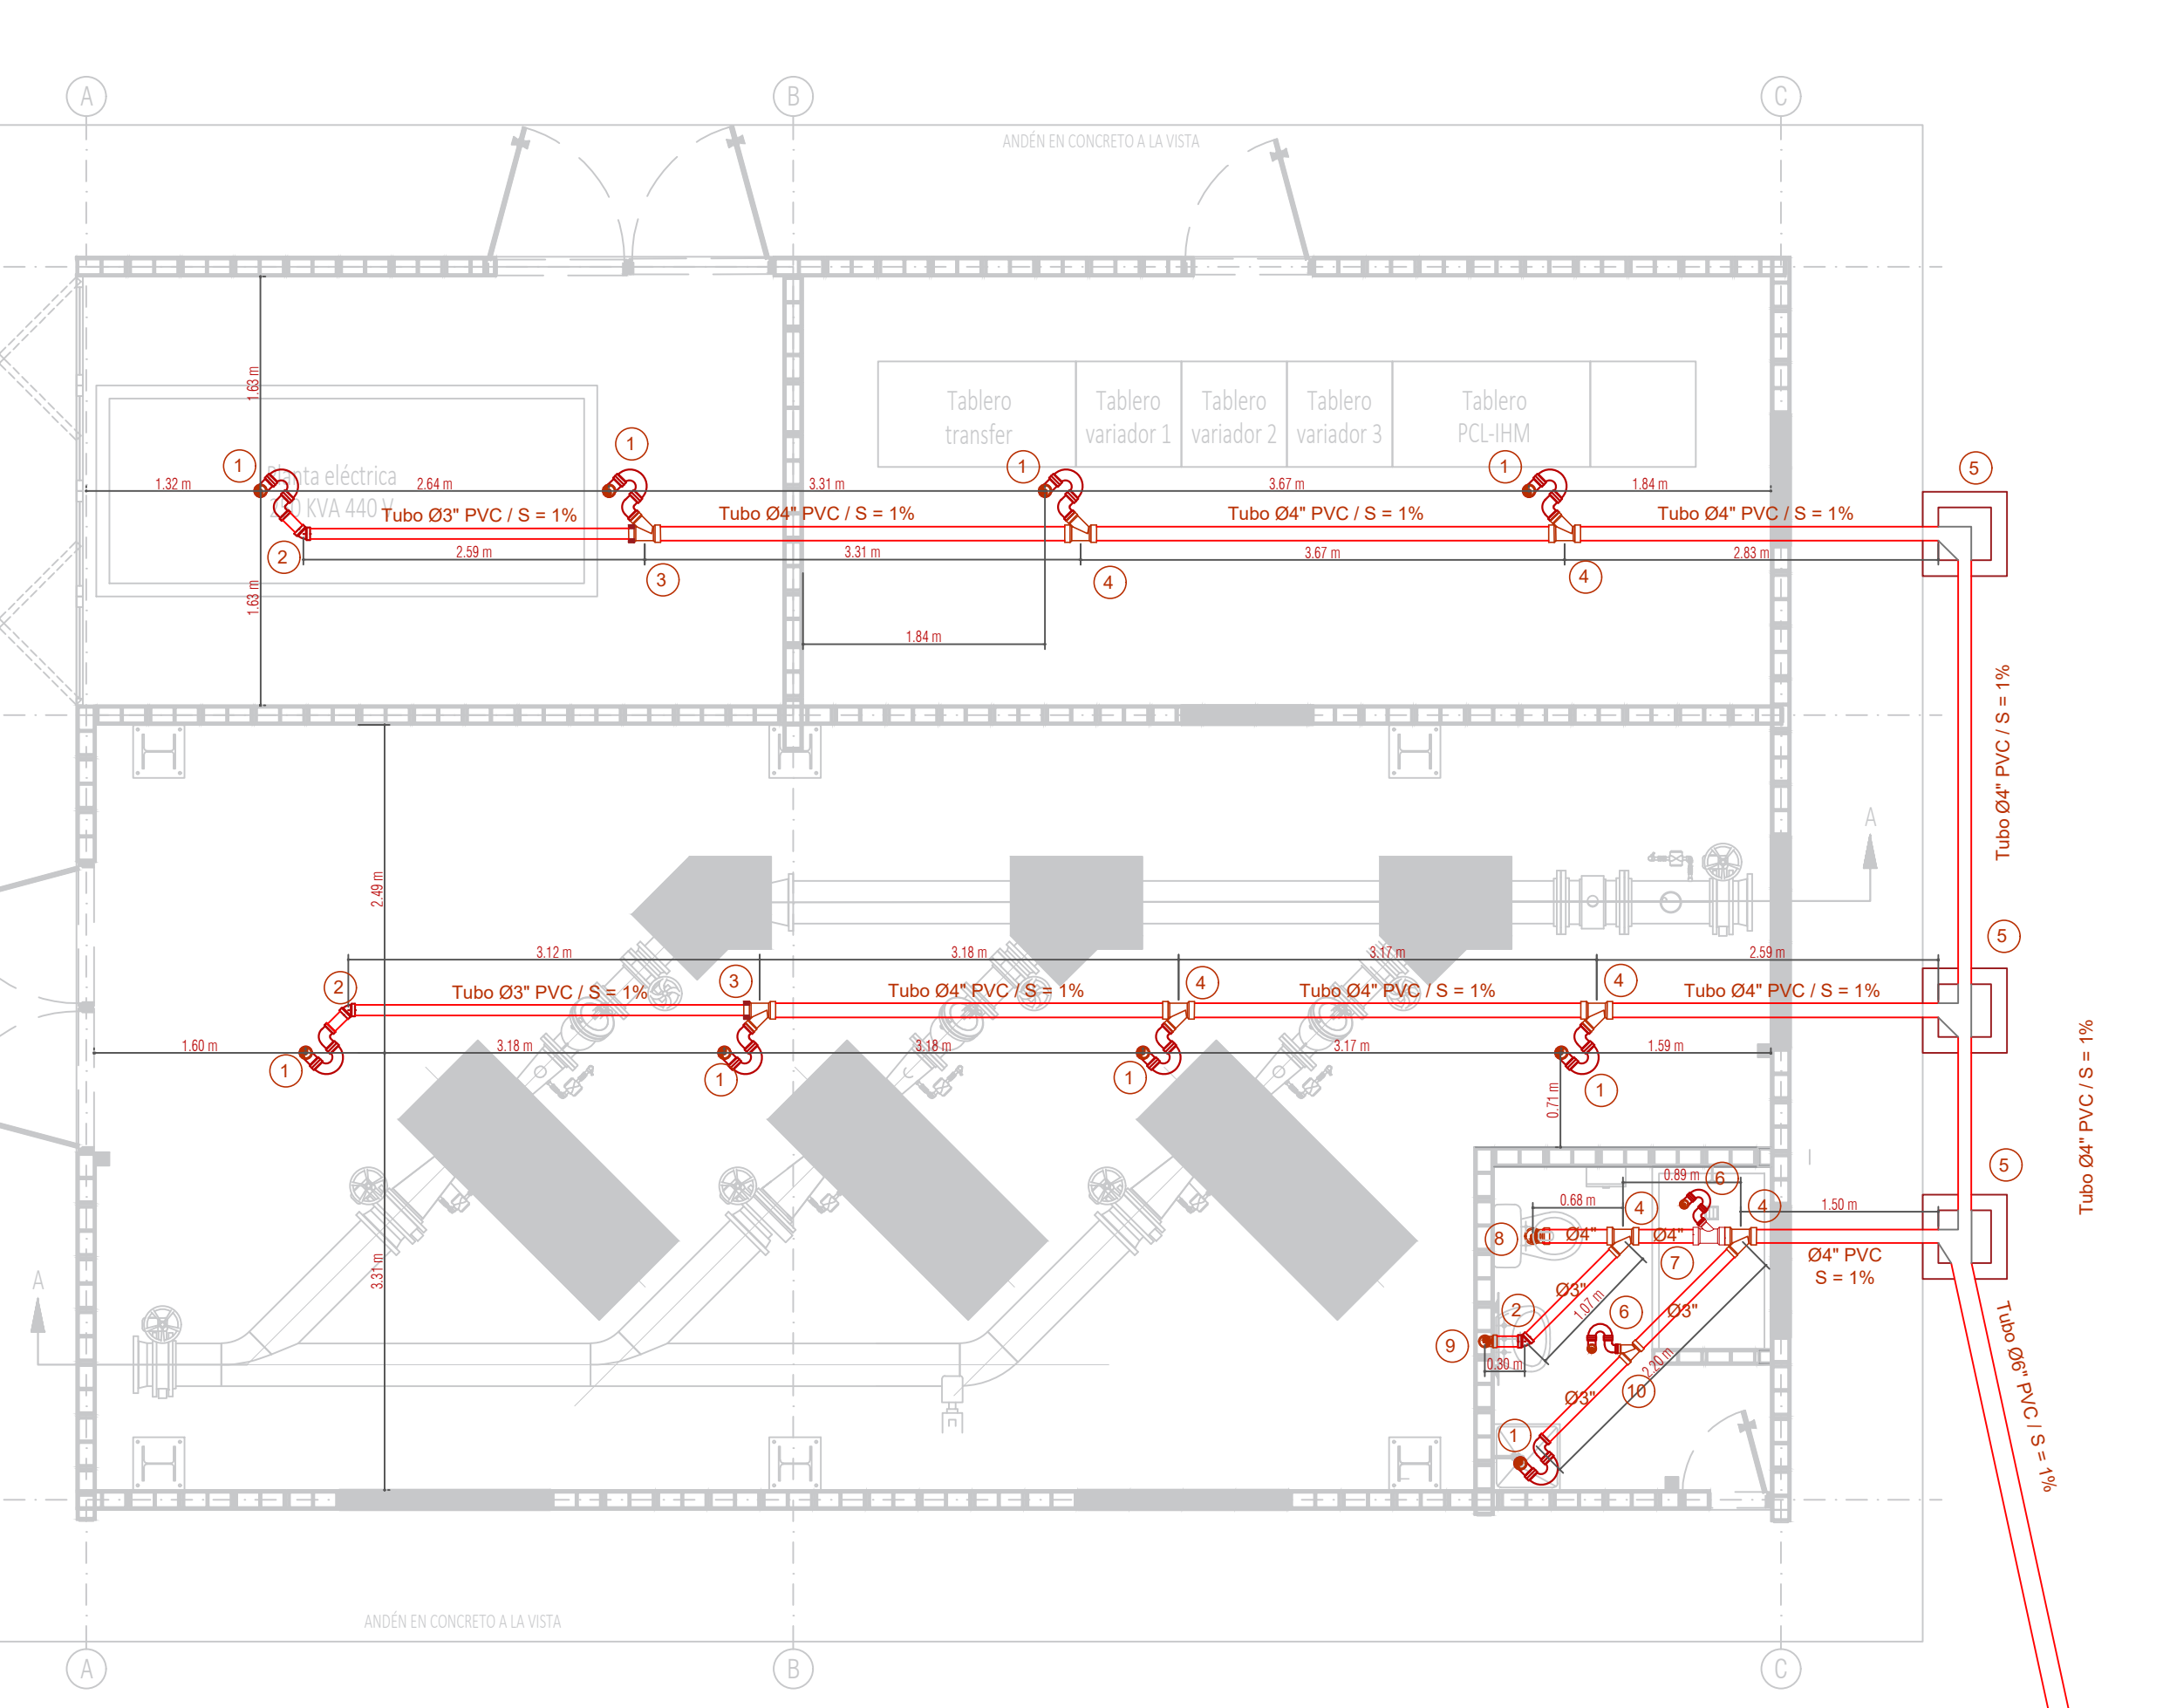 A
B
C
ANDÉN EN CONCRETO A LA VISTA
1.63 m
Tablero
transfer
Tablero
variador 1
Tablero
variador 2
Tablero
variador 3
Tablero
PCL-IHM
1
1
1
1
5
Planta eléctrica
KVA 440 V
1.32 m
2.64 m
3.31 m
3.67 m
1.84 m
Tubo Ø3" PVC / S = 1%
Tubo Ø4" PVC / S = 1%
Tubo Ø4" PVC / S = 1%
Tubo Ø4" PVC / S = 1%
2
2.59 m
3.31 m
3.67 m
2.83 m
3
4
4
1.63 m
1.84 m
Tubo Ø4" PVC / S = 1%
A
2.49 m
5
3.12 m
3.18 m
3.17 m
2.59 m
2
3
4
4
Tubo Ø3" PVC / S = 1%
Tubo Ø4" PVC / S = 1%
Tubo Ø4" PVC / S = 1%
Tubo Ø4" PVC / S = 1%
1.60 m
3.18 m
3.18 m
3.17 m
1.59 m
1
1
1
1
0.71 m
Tubo Ø4" PVC / S = 1%
5
0.89 m
6
0.68 m
4
4
1.50 m
8
Ø4"
Ø4"
7
Ø4" PVC
S = 1%
A
3.31 m
Ø3"
1.07 m
2
6
Ø3"
9
0.30 m
2.20 m
Ø3"
10
1
Tubo Ø6" PVC / S = 1%
ANDÉN EN CONCRETO A LA VISTA
A
B
C